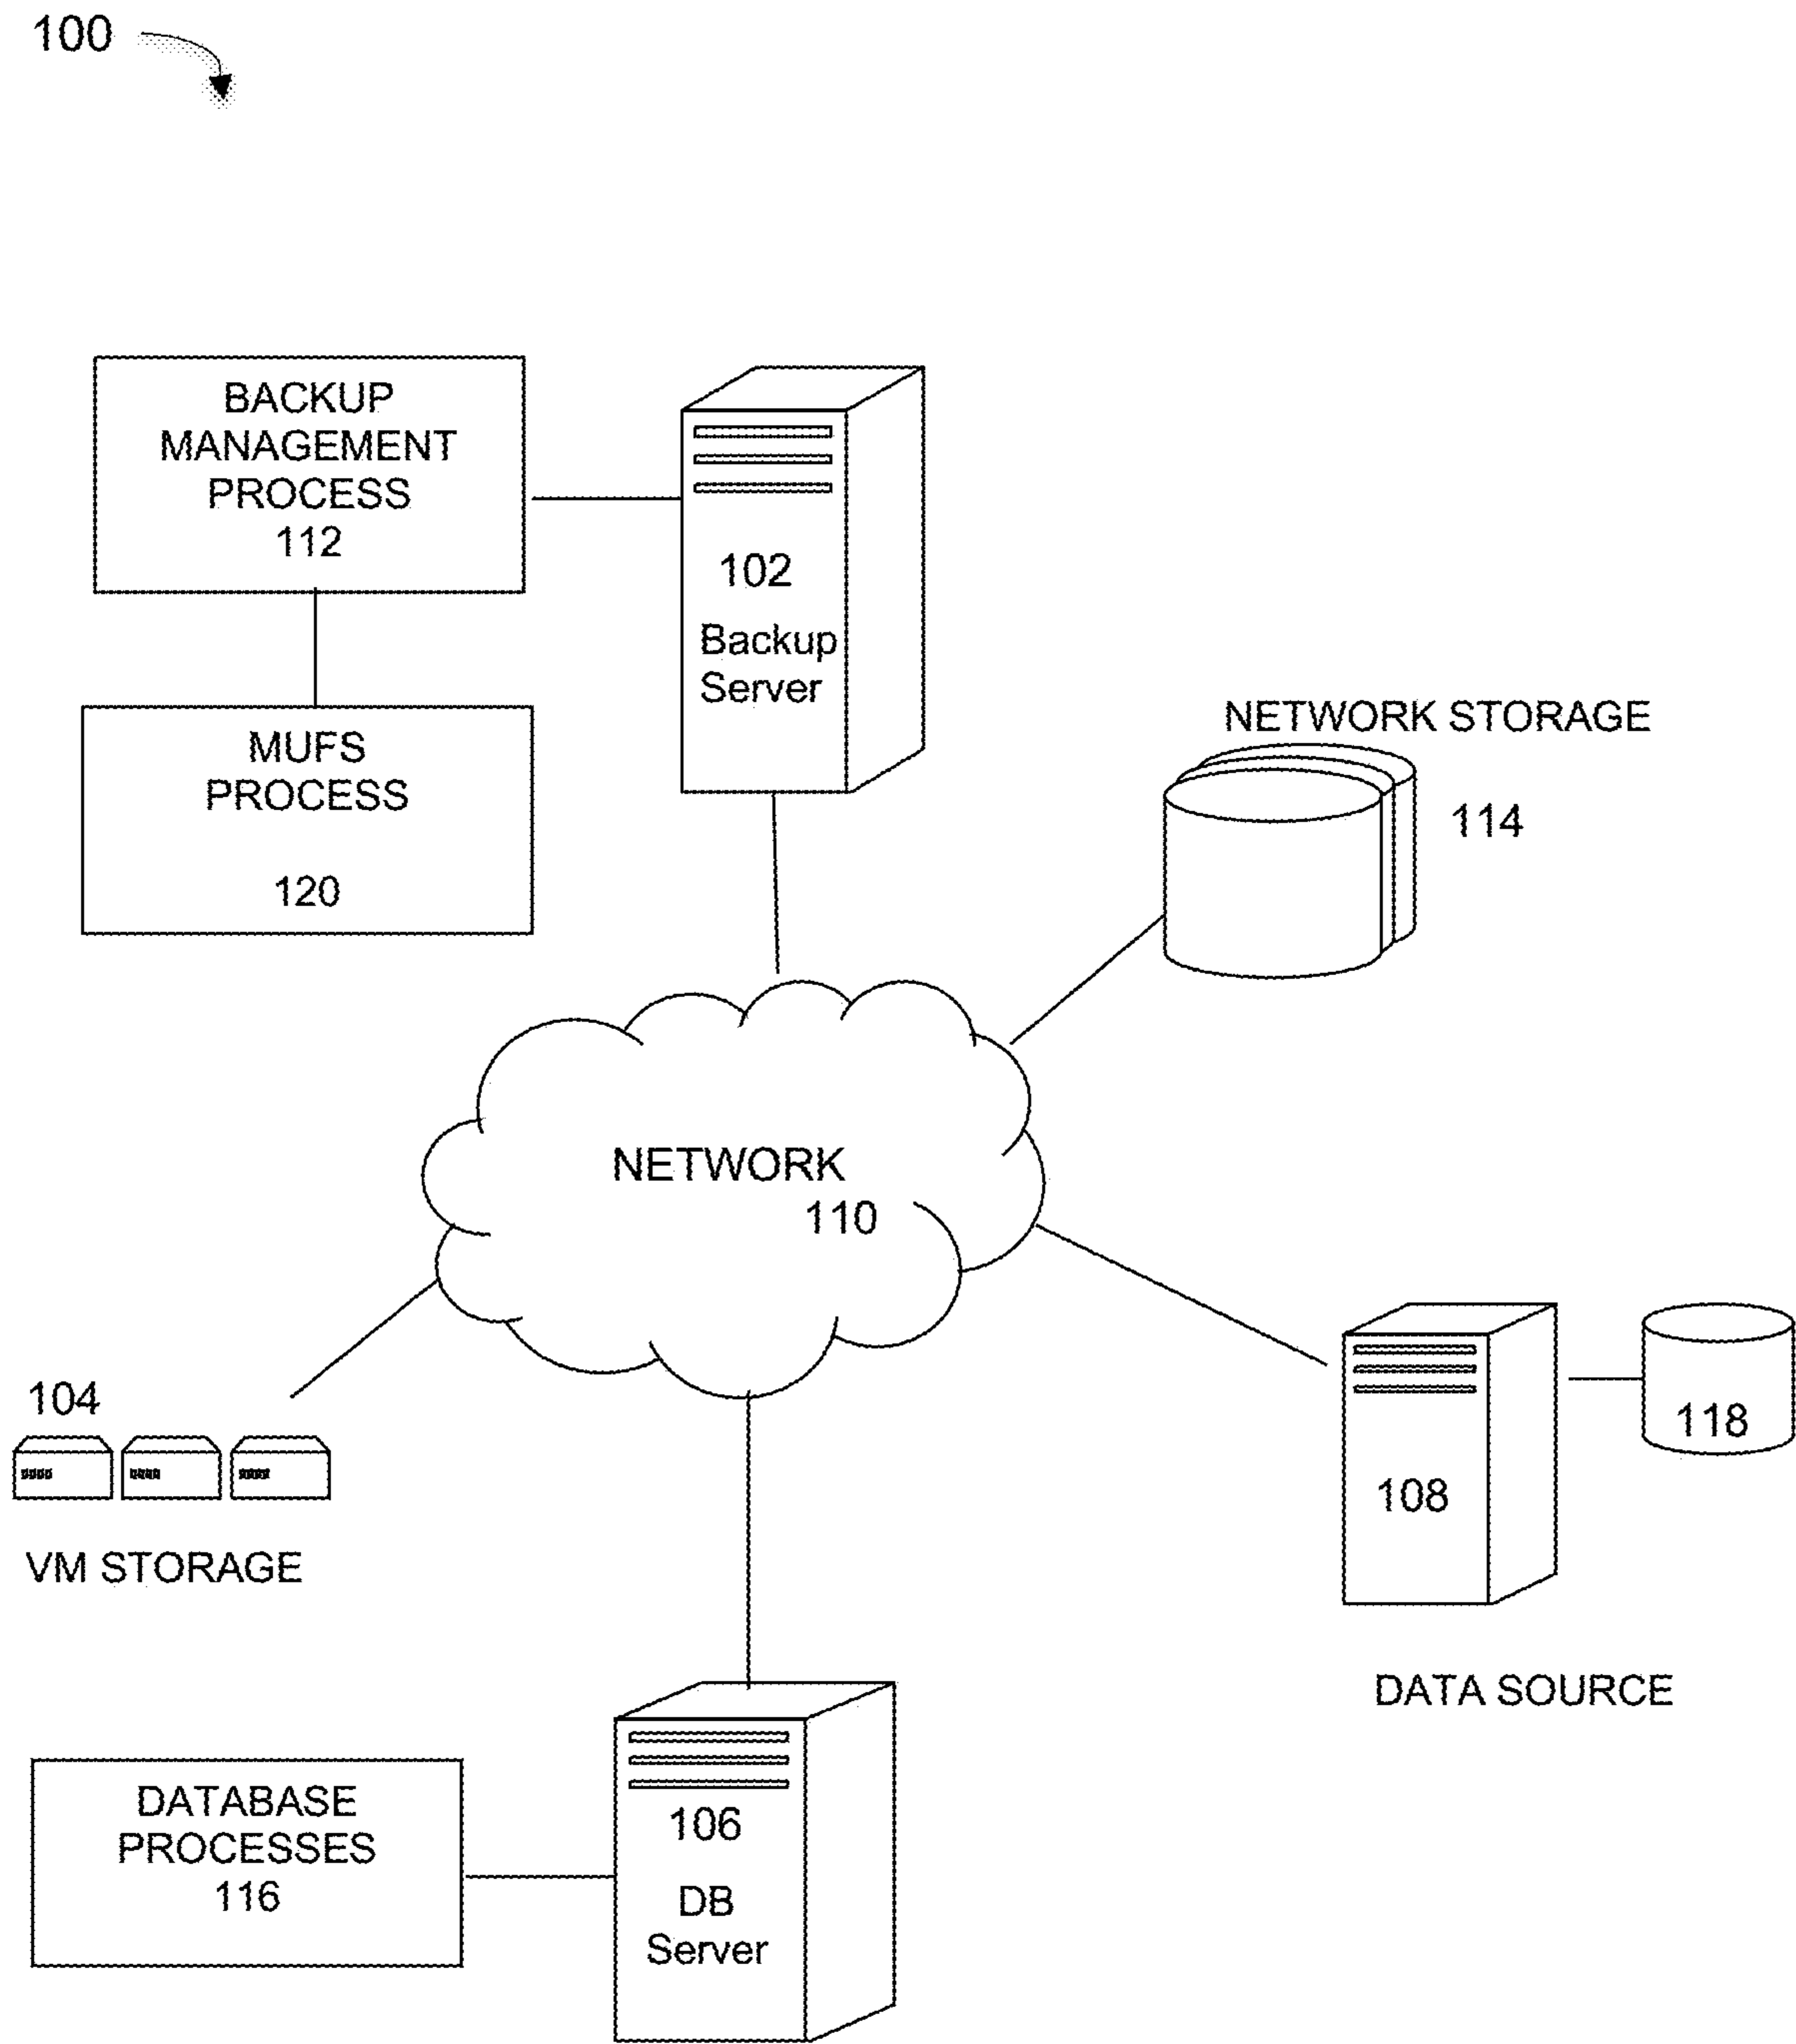 100
BACKUP
MANAGEMENT
PROCESS
112
102
Backup
Server
MUFS
PROCESS
120
NETWORK STORAGE
114
NETWORK
110
104
VM STORAGE
118
108
DATA SOURCE
DATABASE
PROCESSES
116
106
DB
Server